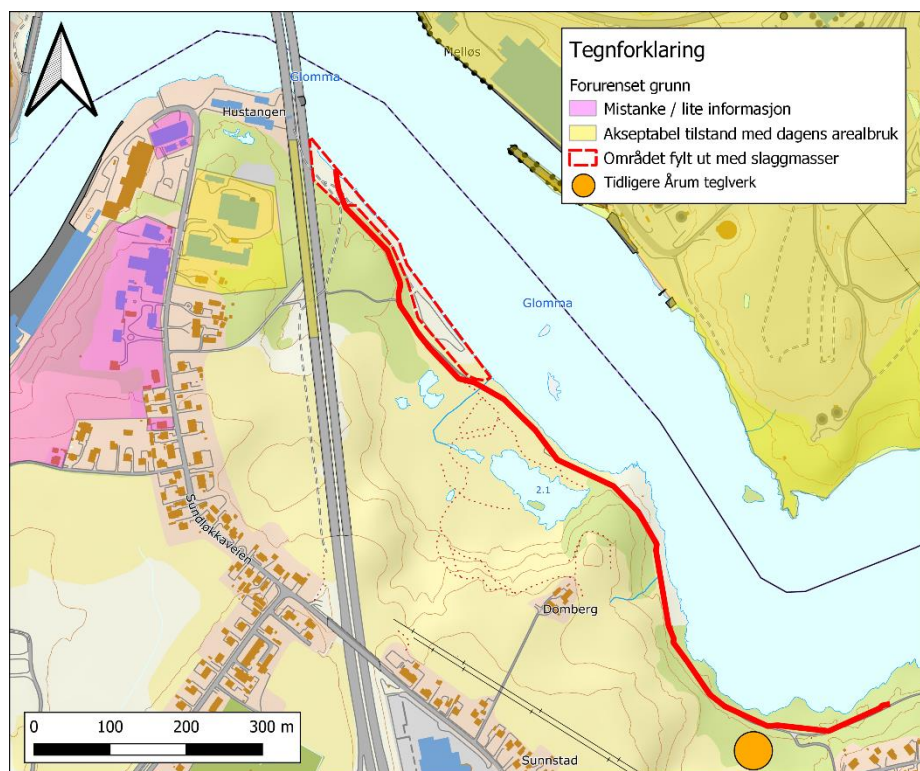 Tegnforklaring
Forurenset grunn
Mistanke / lite informasjon
Akseptabel tilstand med dagens arealbruk
Området fylt ut med slaggmasser
Tidligere Årum teglverk
Melløs
Glomma
Hustangen
Glomma
2.1
Sundløkkaveien
Domberg
Sunnstad
0 100 200 300 m